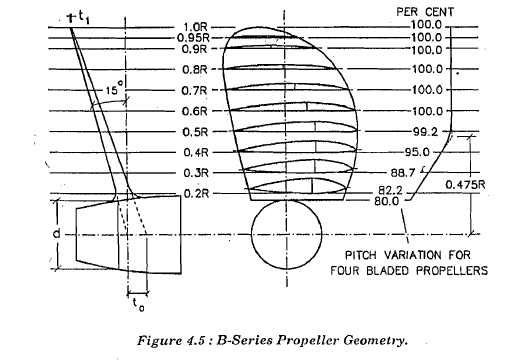 PER CENT
t1
1.0R 100.0
0.95R 100.0
0.9R 100.0
0.8R 100.0
15° 0.7R 100.0
0.6R 100.0
0.5R 99.2
0.4R 95.0
0.3R 88.7
0.475R
0.2R 82.2
80.0
d
PITCH VARIATION FOR
FOUR BLADED PROPELLERS
to
Figure 4.5 : B-Series Propeller Geometry.